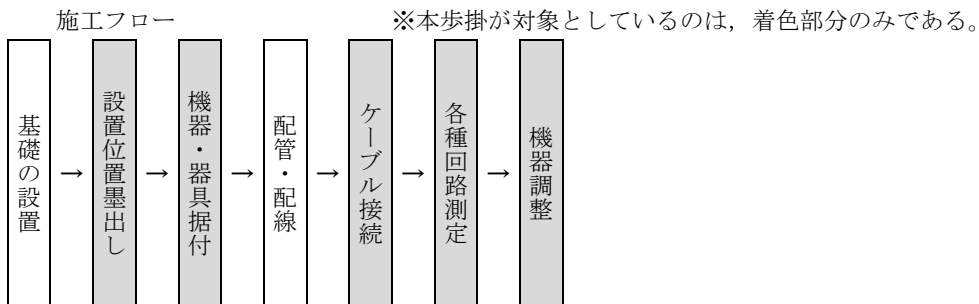 施工フロー
※本歩掛が対象としているのは，着色部分のみである。
基礎の設置
→
設置位置墨出し
→
機器・器具据付
→
配管・配線
→
ケーブル接続
→
各種回路測定
→
機器調整